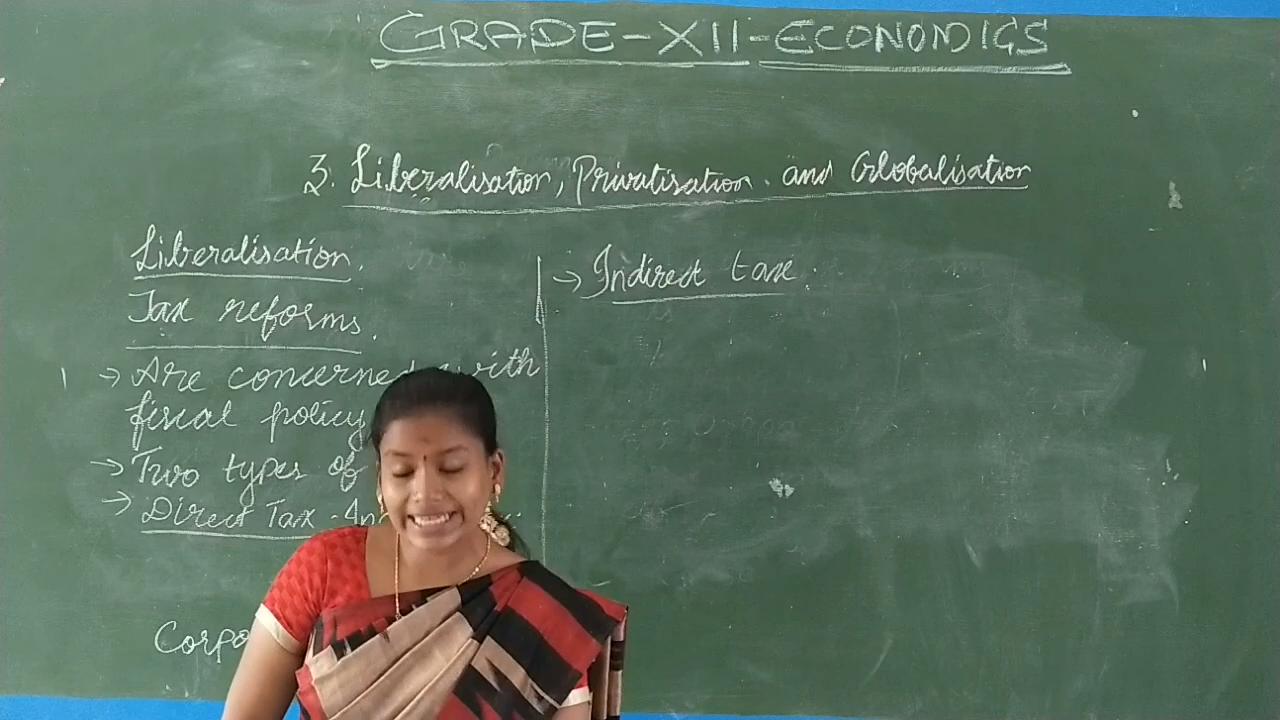 GRADE-XII-ECONOMICS
3. Liberalisation, Privatisation. and Globalisation
Liberalisation.
Tax reforms.
1 → Are concerned with
fiscal policy
→ Two types of
→ Direct Tax
→ Indirect tax.